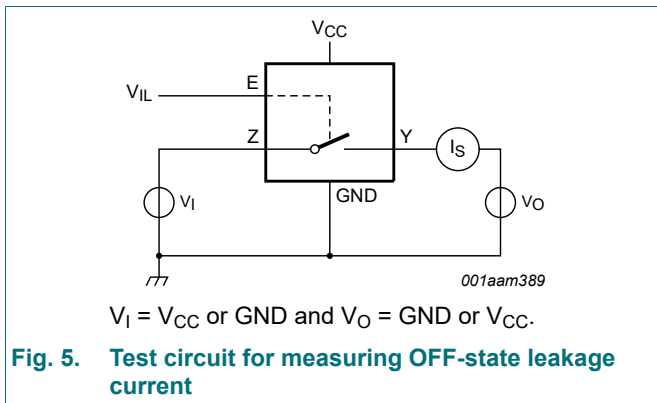 VCC
E
VIL
Z
Y
IS
GND
VI
VO
001aam389
VI = VCC or GND and VO = GND or VCC.
Fig. 5. Test circuit for measuring OFF-state leakage
current